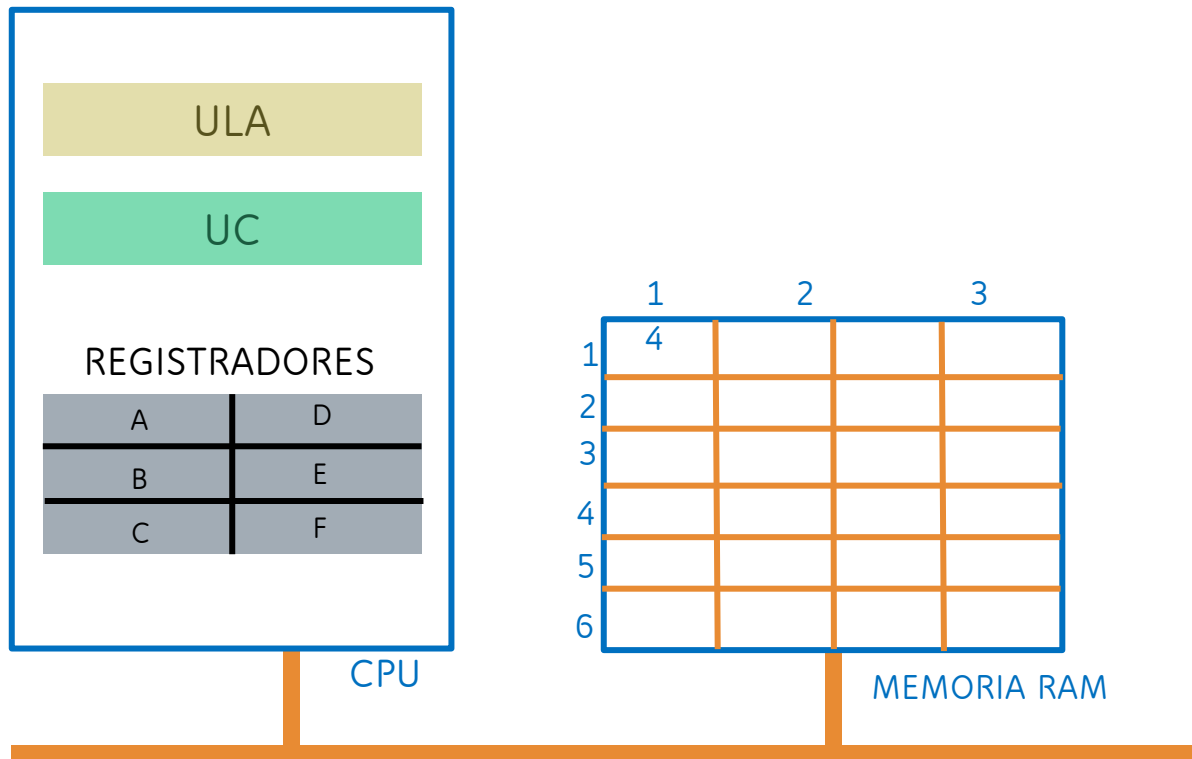 ULA
UC
REGISTRADORES
A D
B E
C F
CPU
1 2 3
4
1
2
3
4
5
6
MEMORIA RAM